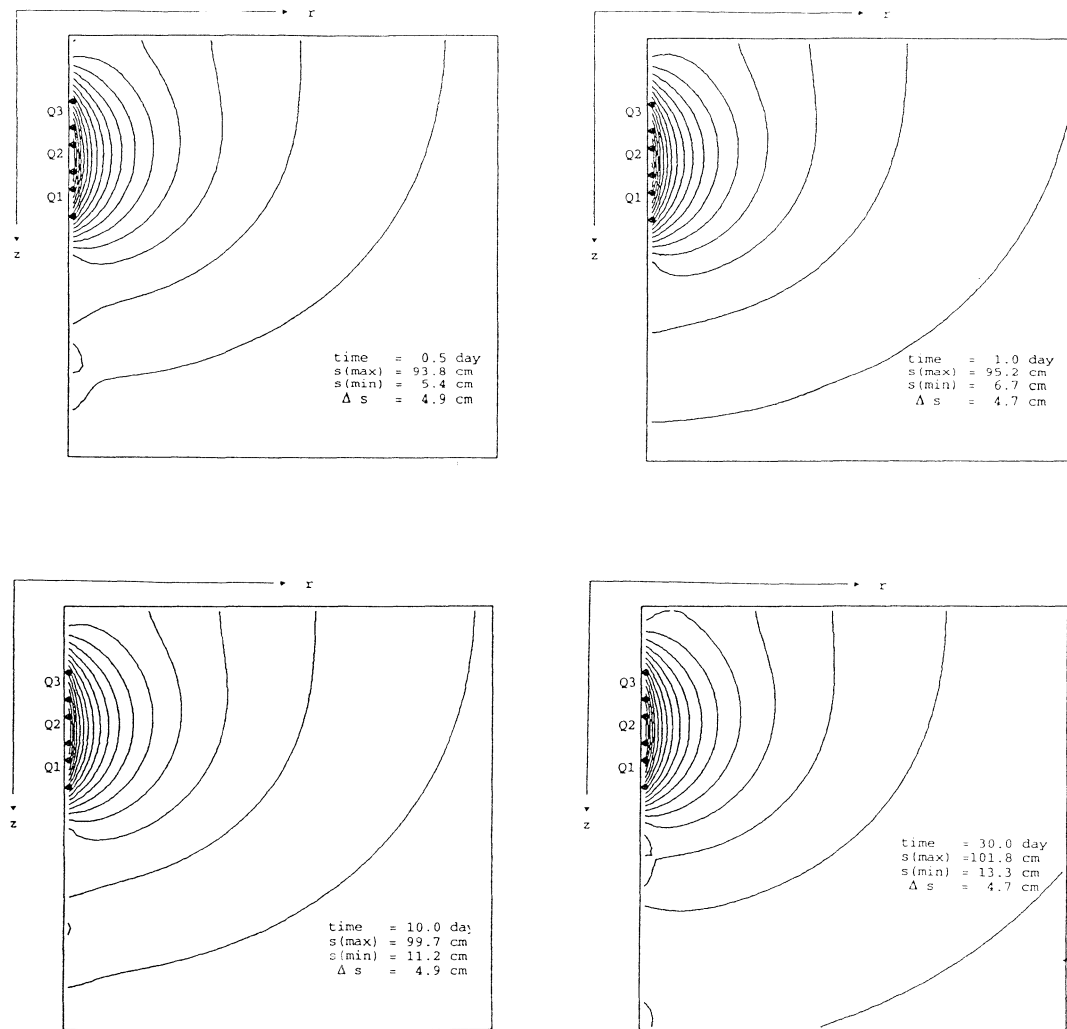 r
Q3
Q2
Q1
z
time = 0.5 day
s(max) = 93.8 cm
s(min) = 5.4 cm
Δ s = 4.9 cm
r
Q3
Q2
Q1
z
time = 1.0 day
s(max) = 95.2 cm
s(min) = 6.7 cm
Δ s = 4.7 cm
r
Q3
Q2
Q1
z
time = 10.0 day
s(max) = 99.7 cm
s(min) = 11.2 cm
Δ s = 4.9 cm
r
Q3
Q2
Q1
z
time = 30.0 day
s(max) =101.8 cm
s(min) = 13.3 cm
Δ s = 4.7 cm